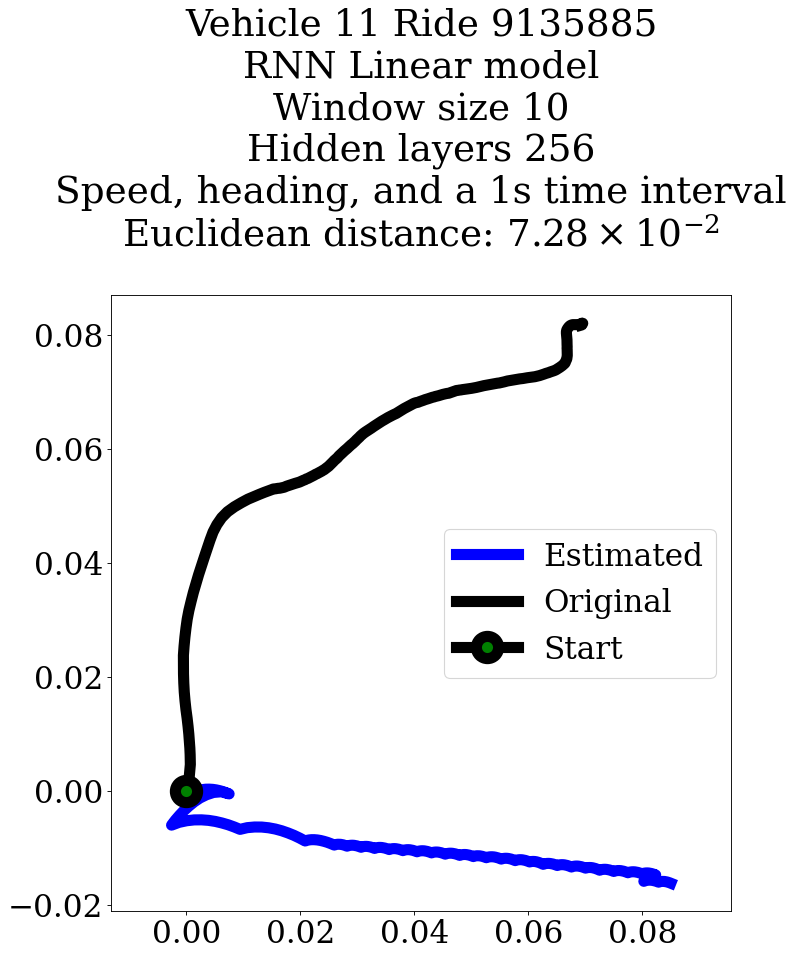 Vehicle 11 Ride 9135885
RNN Linear model
Window size 10
Hidden layers 256
Speed, heading, and a 1s time interval
Euclidean distance: 7.28 × 10⁻²
0.08
0.06
0.04
0.02
0.00
−0.02
Estimated
Original
Start
0.00 0.02 0.04 0.06 0.08